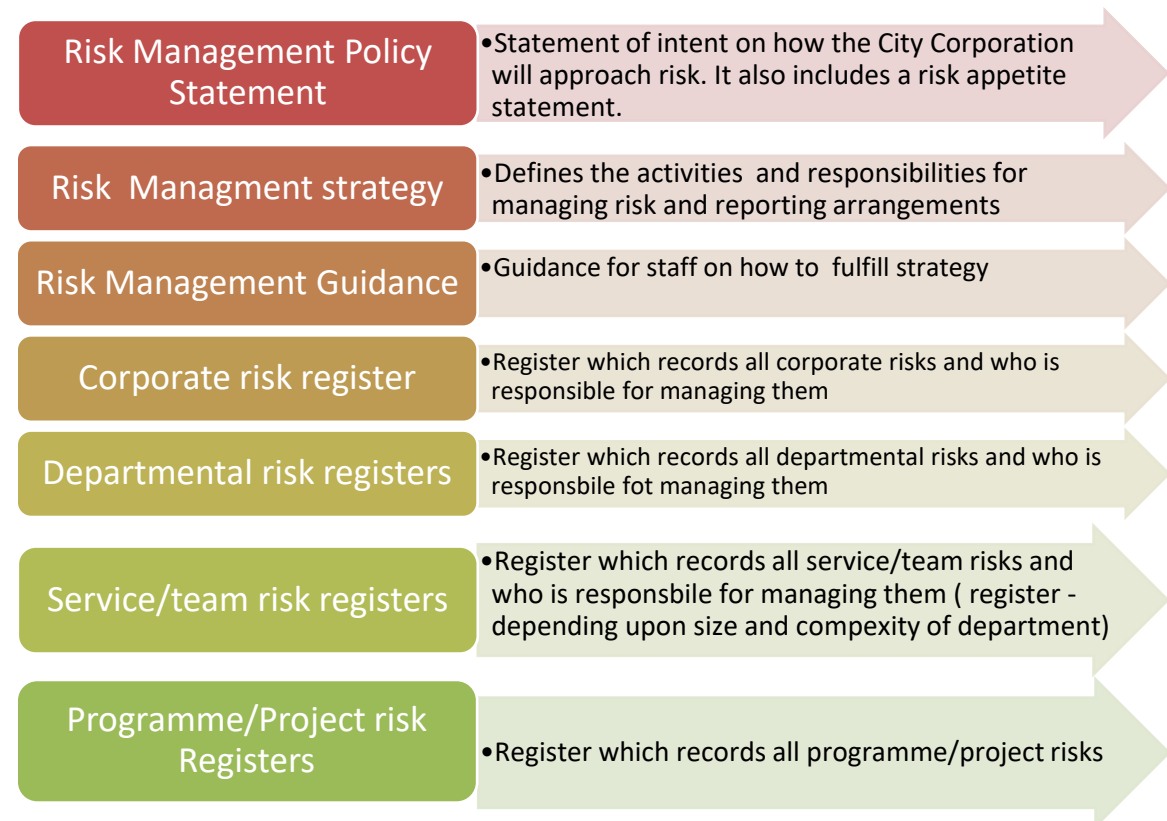 Risk Management Policy
Statement
•Statement of intent on how the City Corporation
will approach risk. It also includes a risk appetite
statement.
Risk  Managment strategy
•Defines the activities  and responsibilities for
managing risk and reporting arrangements
Risk Management Guidance
•Guidance for staff on how to  fulfill strategy
Corporate risk register
•Register which records all corporate risks and who is
responsible for managing them
Departmental risk registers
•Register which records all departmental risks and who is
responsbile fot managing them
Service/team risk registers
•Register which records all service/team risks and
who is responsbile for managing them ( register -
depending upon size and compexity of department)
Programme/Project risk
Registers
•Register which records all programme/project risks